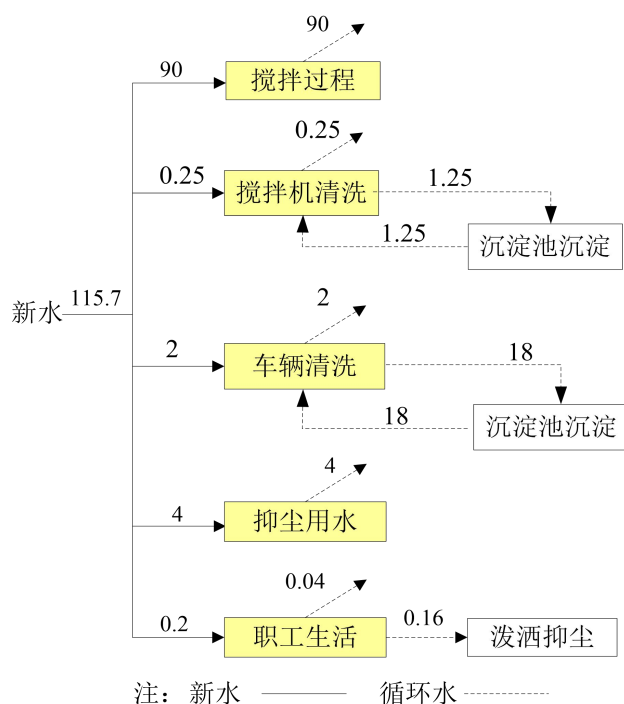 90
90
搅拌过程
0.25
0.25
搅拌机清洗
1.25
1.25
沉淀池沉淀
新水
115.7
2
2
车辆清洗
18
18
沉淀池沉淀
4
4
抑尘用水
0.04
0.2
职工生活
0.16
泼洒抑尘
注： 新水 循环水